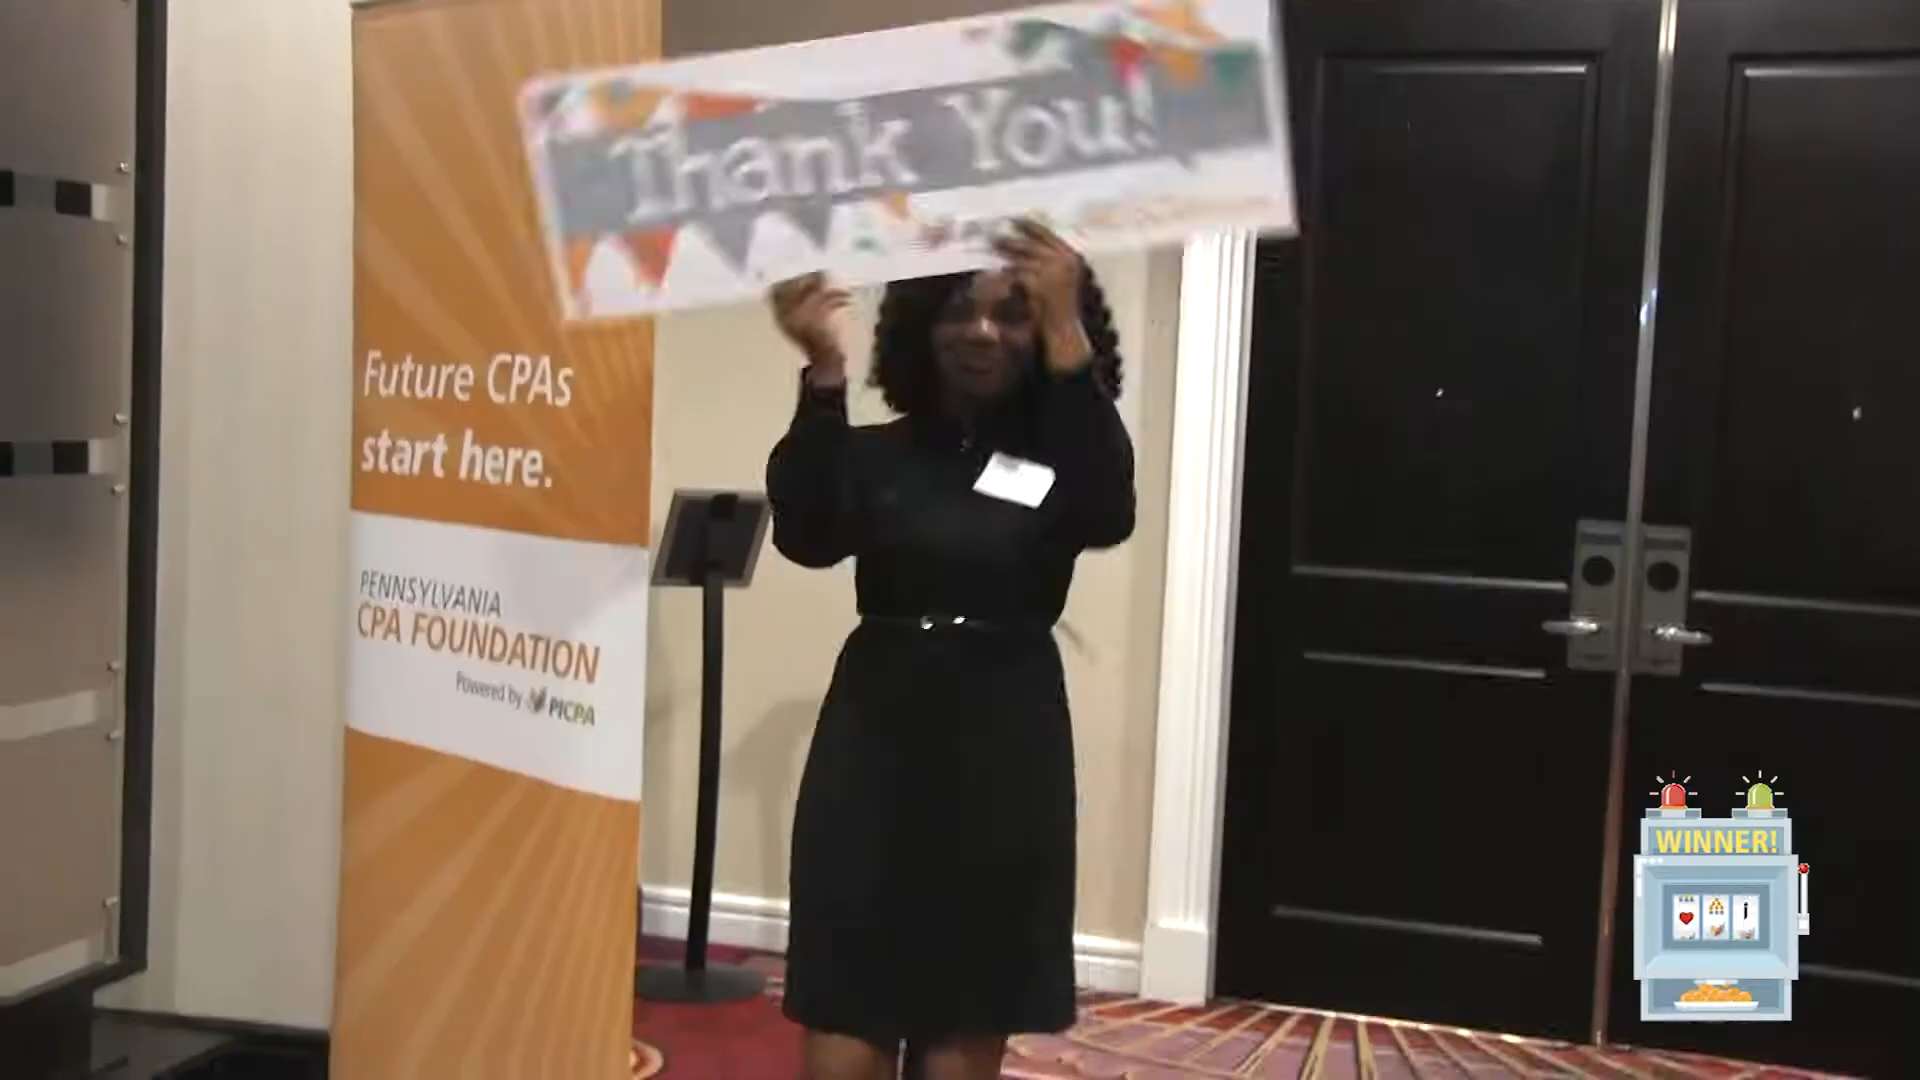 Thank You!
Future CPAs
start here.
PENNSYLVANIA
CPA FOUNDATION
Powered by PICPA
WINNER!